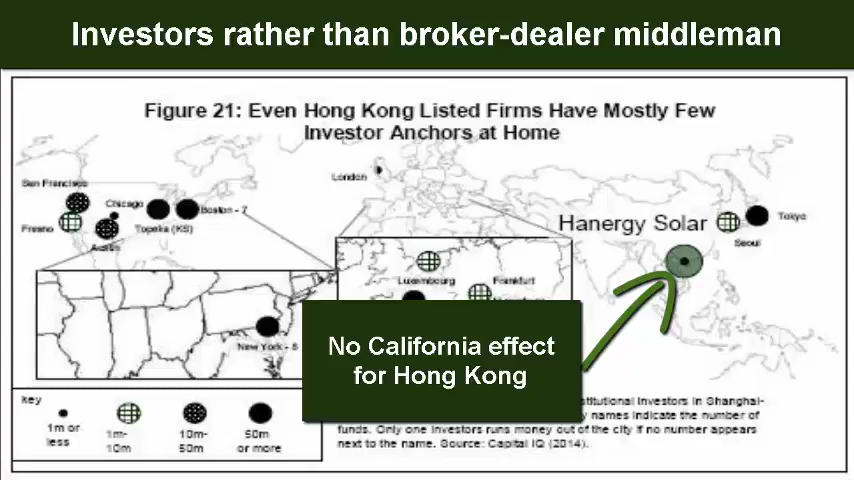 Investors rather than broker-dealer middleman
Figure 21: Even Hong Kong Listed Firms Have Mostly Few
Investor Anchors at Home
San Francisco
Chicago
Boston - 7
Fresno
Topeka (KS)
Austin
London
Hanergy Solar
Tokyo
Seoul
Luxembourg
Frankfurt
New York - 5
No California effect
for Hong Kong
key
1m or
less
1m-
10m
10m-
50m
50m
or more
stitutional investors in Shanghai-
y names indicate the number of
funds. Only one investors runs money out of the city if no number appears
next to the name. Source: Capital IQ (2014).